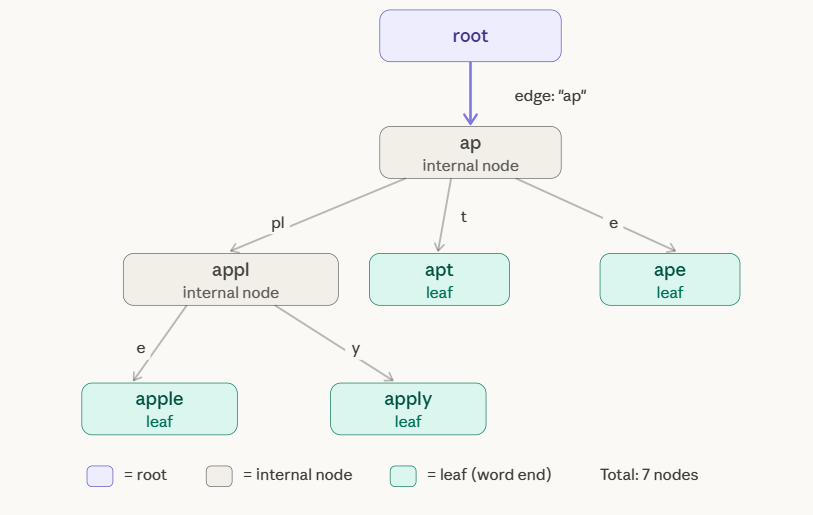 root
edge: "ap"
ap
internal node
pl
t
e
appl
internal node
apt
leaf
ape
leaf
e
y
apple
leaf
apply
leaf
= root
= internal node
= leaf (word end)
Total: 7 nodes